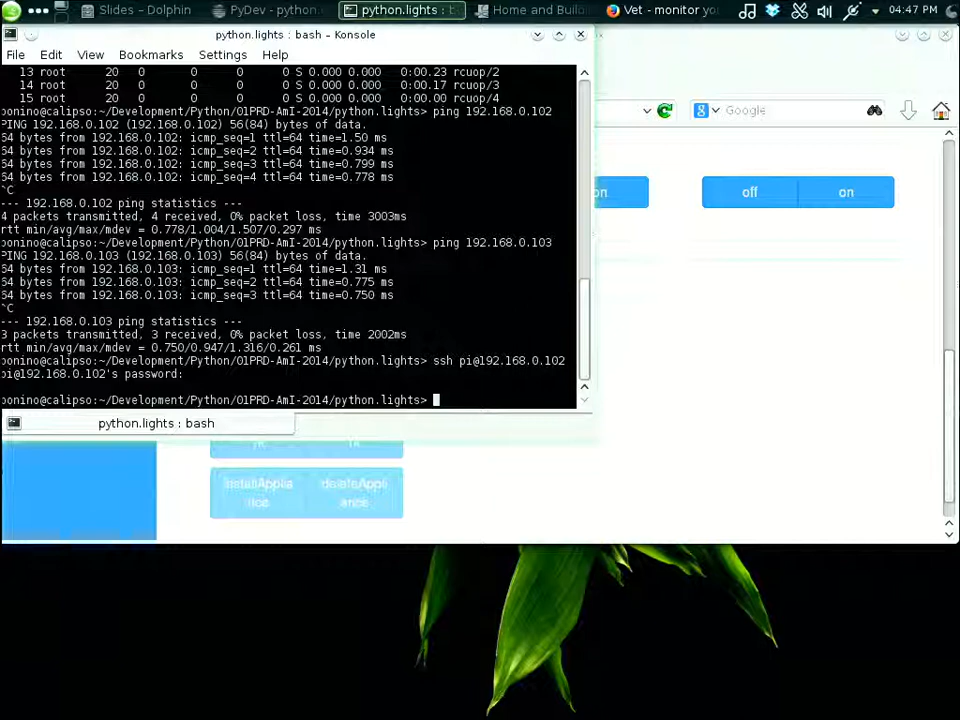 Slides – Dolphin
PyDev - python.
python.lights : b
Home and Buil
Vet - monitor yo
04:47 PM
python.lights : bash – Konsole
File Edit View Bookmarks Settings Help
13 root 20 0 0 0 0 S 0.000 0.000 0:00.23 rcuop/2
14 root 20 0 0 0 0 S 0.000 0.000 0:00.17 rcuop/3
15 root 20 0 0 0 0 S 0.000 0.000 0:00.00 rcuop/4
bonino@calipso:~/Development/Python/01PRD-AmI-2014/python.lights> ping 192.168.0.102
PING 192.168.0.102 (192.168.0.102) 56(84) bytes of data.
64 bytes from 192.168.0.102: icmp_seq=1 ttl=64 time=1.50 ms
64 bytes from 192.168.0.102: icmp_seq=2 ttl=64 time=0.934 ms
64 bytes from 192.168.0.102: icmp_seq=3 ttl=64 time=0.799 ms
64 bytes from 192.168.0.102: icmp_seq=4 ttl=64 time=0.778 ms
^C
--- 192.168.0.102 ping statistics ---
4 packets transmitted, 4 received, 0% packet loss, time 3003ms
rtt min/avg/max/mdev = 0.778/1.004/1.507/0.297 ms
bonino@calipso:~/Development/Python/01PRD-AmI-2014/python.lights> ping 192.168.0.103
PING 192.168.0.103 (192.168.0.103) 56(84) bytes of data.
64 bytes from 192.168.0.103: icmp_seq=1 ttl=64 time=1.31 ms
64 bytes from 192.168.0.103: icmp_seq=2 ttl=64 time=0.775 ms
64 bytes from 192.168.0.103: icmp_seq=3 ttl=64 time=0.750 ms
^C
--- 192.168.0.103 ping statistics ---
3 packets transmitted, 3 received, 0% packet loss, time 2002ms
rtt min/avg/max/mdev = 0.750/0.947/1.316/0.261 ms
bonino@calipso:~/Development/Python/01PRD-AmI-2014/python.lights> ssh pi@192.168.0.102
pi@192.168.0.102's password:
bonino@calipso:~/Development/Python/01PRD-AmI-2014/python.lights>
python.lights : bash
Google
on
off on